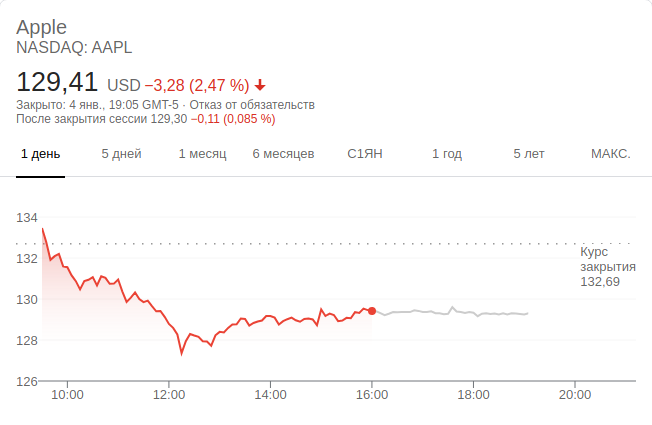 Apple
NASDAQ: AAPL
129,41 USD −3,28 (2,47 %)
Закрыто: 4 янв., 19:05 GMT-5 · Отказ от обязательств
После закрытия сессии 129,30 −0,11 (0,085 %)
1 день 5 дней 1 месяц 6 месяцев С1ЯН 1 год 5 лет МАКС.
134
132
130
128
126
Курс
закрытия
132,69
10:00 12:00 14:00 16:00 18:00 20:00